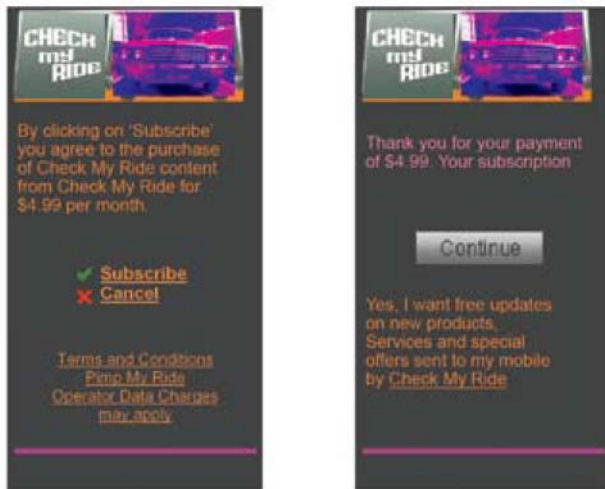 CHECK
my
RIDE
By clicking on 'Subscribe'
you agree to the purchase
of Check My Ride content
from Check My Ride for
$4.99 per month.
Subscribe
Cancel
Terms and Conditions
Pimp My Ride
Operator Data Charges
may apply
CHECK
my
RIDE
Thank you for your payment
of $4.99. Your subscription
Continue
Yes, I want free updates
on new products,
Services and special
offers sent to my mobile
by Check My Ride